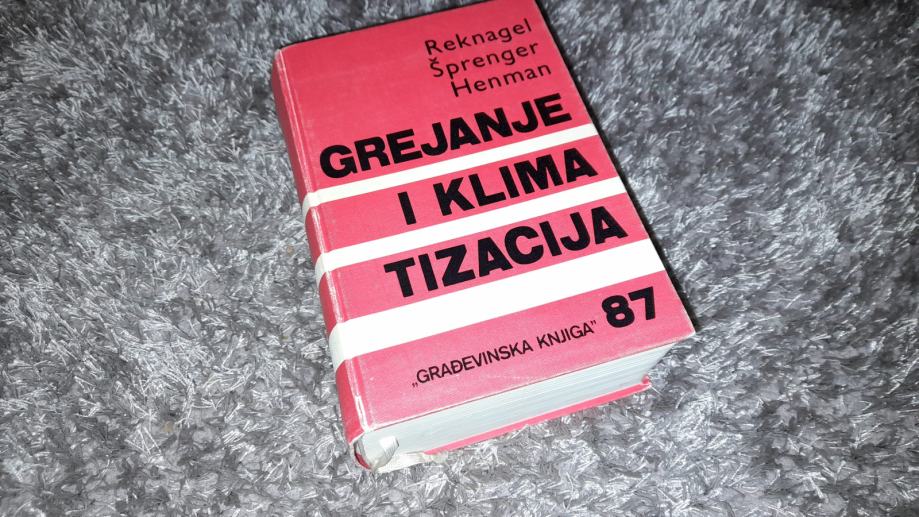 Reknagel
Šprenger
Henman
GREJANJE
I KLIMA
TIZACIJA
„GRAĐEVINSKA KNJIGA” 87